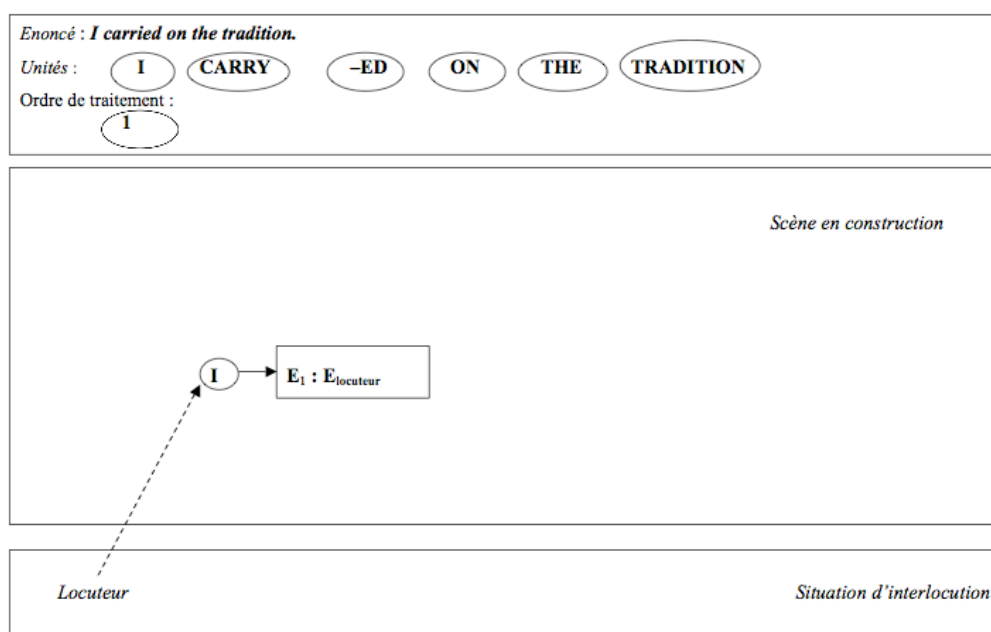 Enoncé : I carried on the tradition.
Unités : I CARRY –ED ON THE TRADITION
Ordre de traitement :
1
Scène en construction
I E1 : Elocuteur
Locuteur Situation d'interlocution